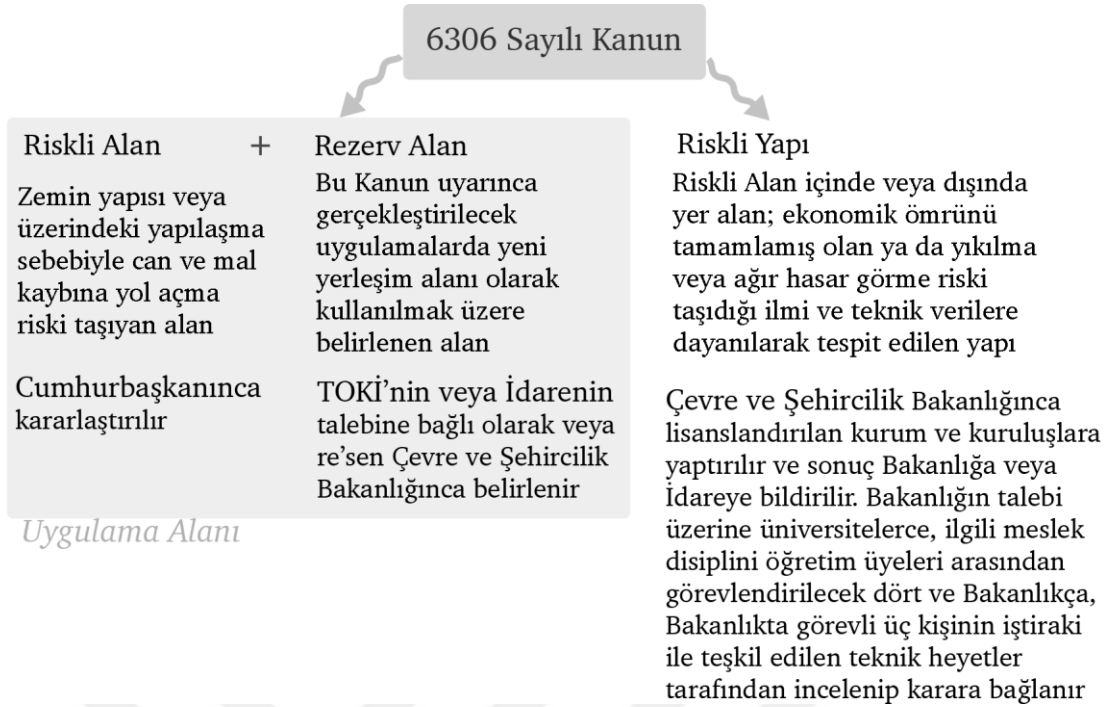 6306 Sayılı Kanun
Riskli Alan
Zemin yapısı veya
üzerindeki yapılaşma
sebebiyle can ve mal
kaybına yol açma
riski taşıyan alan
Cumhurbaşkanınca
kararlaştırılır
+
Rezerv Alan
Bu Kanun uyarınca
gerçekleştirilecek
uygulamalarda yeni
yerleşim alanı olarak
kullanılmak üzere
belirlenen alan
TOKİ’nin veya İdarenin
talebine bağlı olarak veya
re’sen Çevre ve Şehircilik
Bakanlığınca belirlenir
Uygulama Alanı
Riskli Yapı
Riskli Alan içinde veya dışında
yer alan; ekonomik ömrünü
tamamlamış olan ya da yıkılma
veya ağır hasar görme riski
taşıdığı ilmi ve teknik verilere
dayanılarak tespit edilen yapı
Çevre ve Şehircilik Bakanlığınca
lisanslandırılan kurum ve kuruluşlara
yaptırılır ve sonuç Bakanlığa veya
İdareye bildirilir. Bakanlığın talebi
üzerine üniversitelerce, ilgili meslek
disiplini öğretim üyeleri arasından
görevlendirilecek dört ve Bakanlıkça,
Bakanlıkta görevli üç kişinin iştiraki
ile teşkil edilen teknik heyetler
tarafından incelenip karara bağlanır